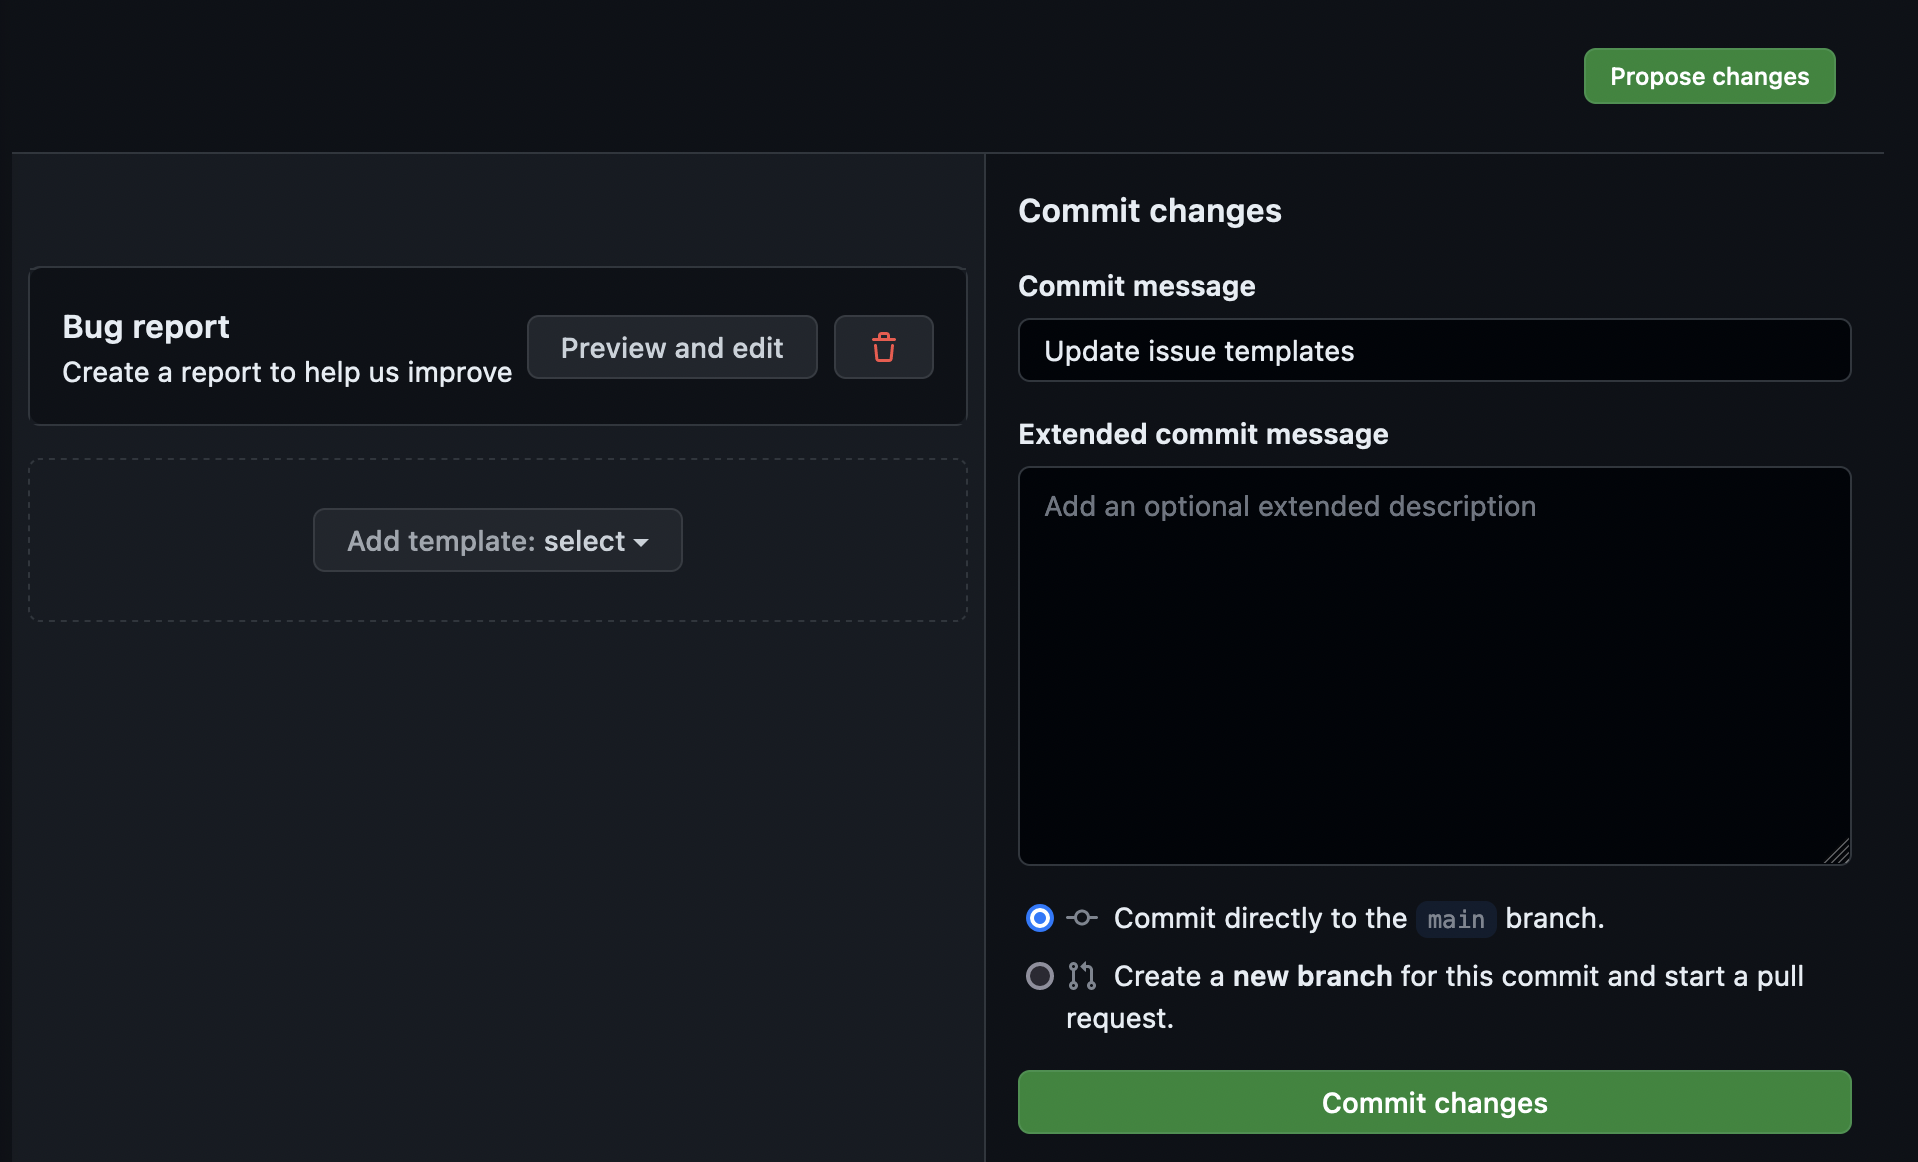 Propose changes
Bug report
Create a report to help us improve
Preview and edit
Add template: select
Commit changes
Commit message
Update issue templates
Extended commit message
Add an optional extended description
Commit directly to the main branch.
Create a new branch for this commit and start a pull
request.
Commit changes